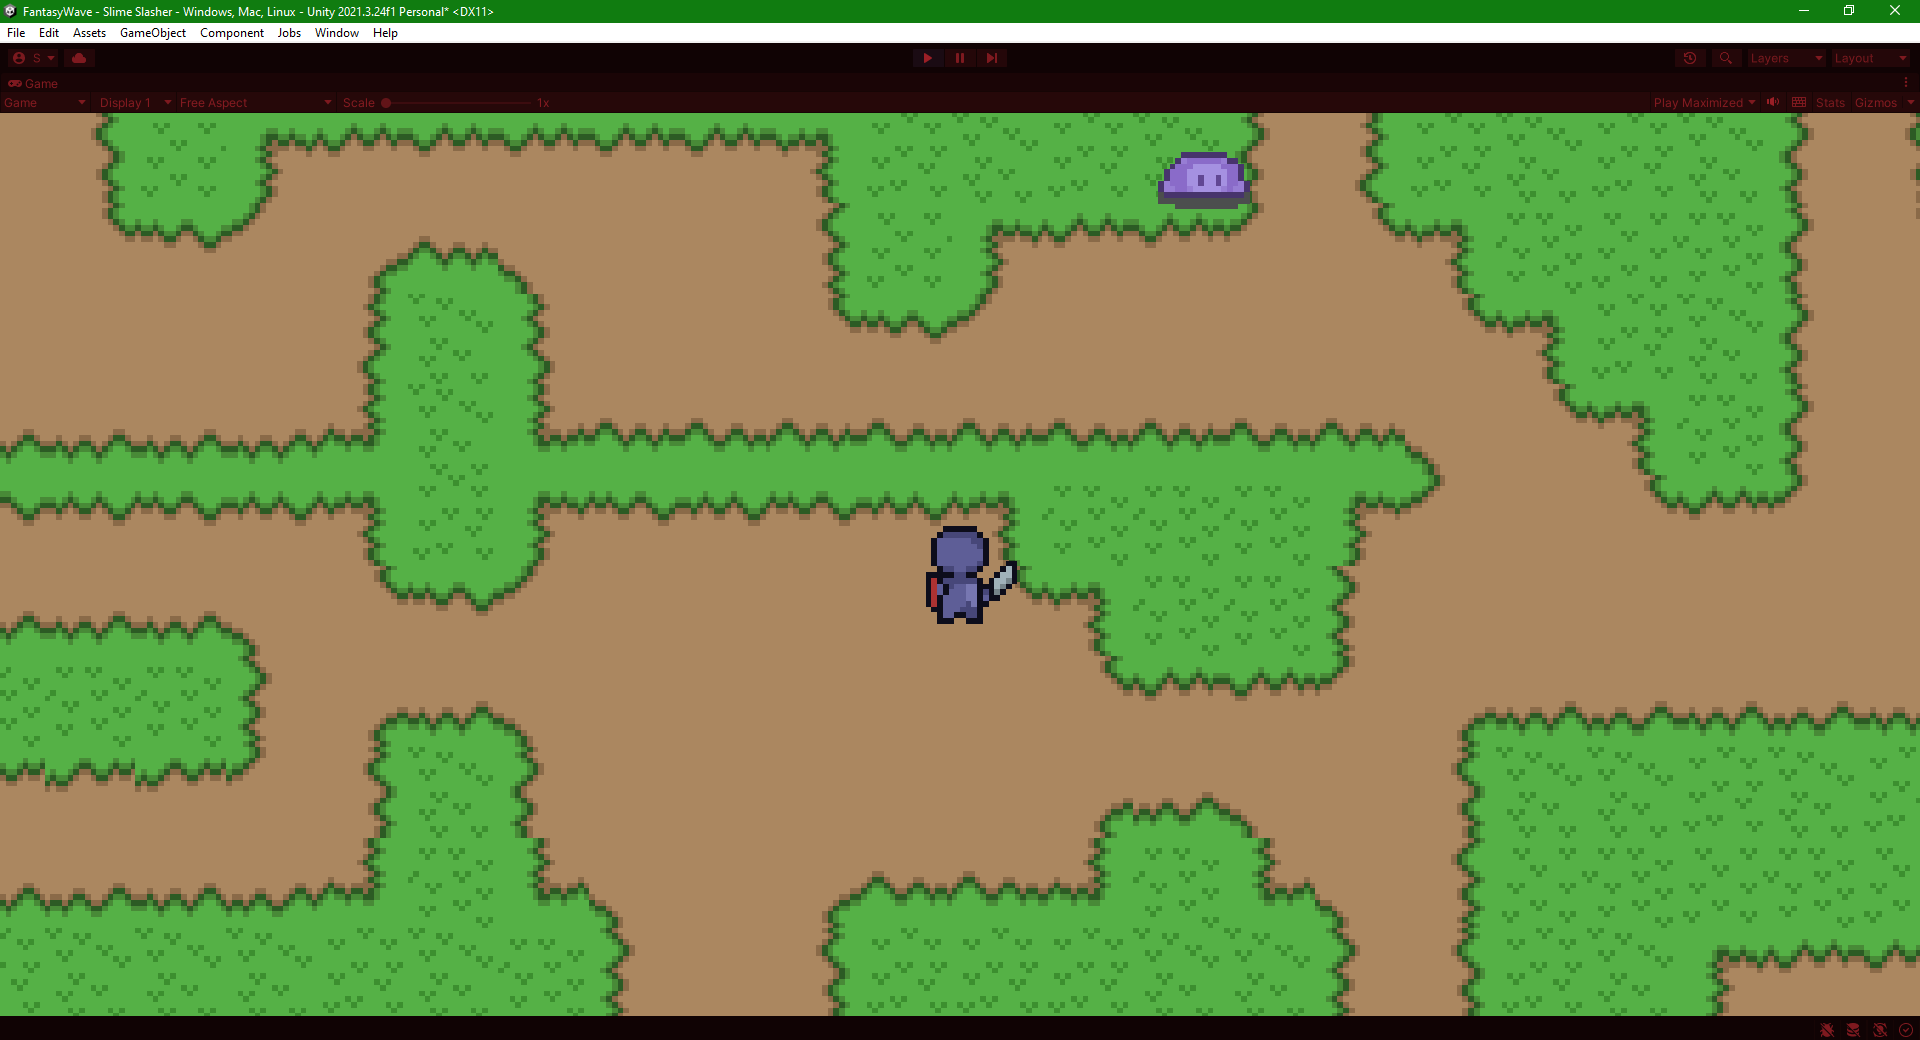 FantasyWave - Slime Slasher - Windows, Mac, Linux - Unity 2021.3.24f1 Personal* <DX11>
File Edit Assets GameObject Component Jobs Window Help
S Layers Layout
Game
Game Display 1 Free Aspect Scale 1x Play Maximized Stats Gizmos